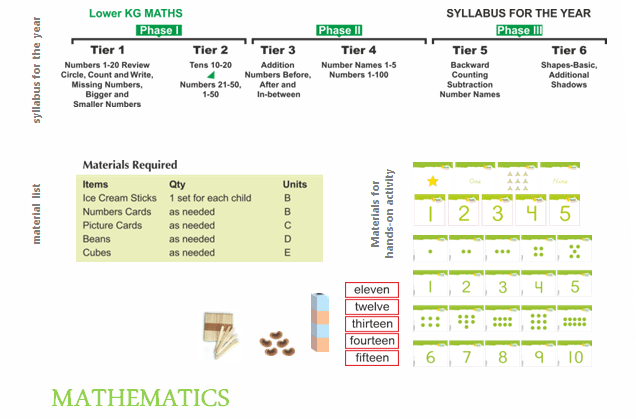 Lower KG MATHS
SYLLABUS FOR THE YEAR
Phase I
Phase II
Phase III
syllabus for the year
Tier 1
Numbers 1-20 Review
Circle, Count and Write,
Missing Numbers,
Bigger and
Smaller Numbers
Tier 2
Tens 10-20
Numbers 21-50,
1-50
Tier 3
Addition
Numbers Before,
After and
In-between
Tier 4
Number Names 1-5
Numbers 1-100
Tier 5
Backward
Counting
Subtraction
Number Names
Tier 6
Shapes-Basic,
Additional
Shadows
material list
Materials Required
Items Qty Units
Ice Cream Sticks 1 set for each child B
Numbers Cards as needed B
Picture Cards as needed C
Beans as needed D
Cubes as needed E
Materials for
hands-on activity
One
1 2 3 4 5
1 2 3 4 5
6 7 8 9 10
eleven
twelve
thirteen
fourteen
fifteen
MATHEMATICS